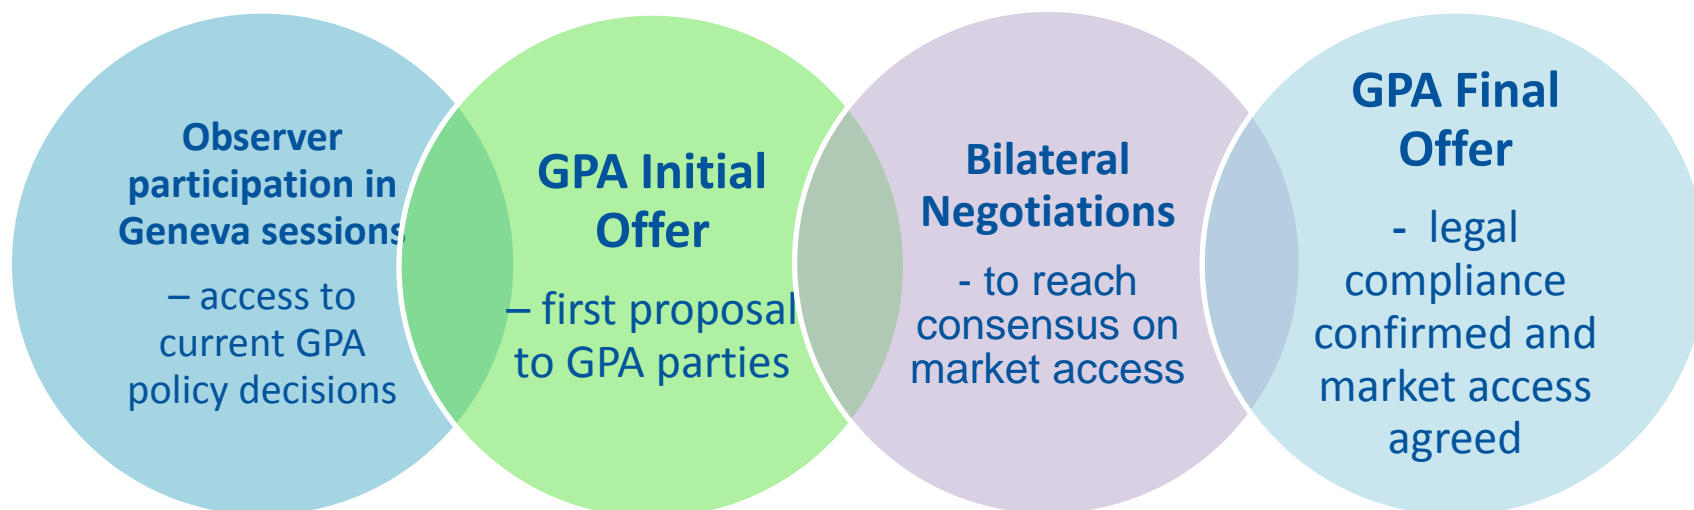 Observer
participation in
Geneva sessions
– access to
current GPA
policy decisions
GPA Initial
Offer
– first proposal
to GPA parties
Bilateral
Negotiations
- to reach
consensus on
market access
GPA Final
Offer
- legal
compliance
confirmed and
market access
agreed